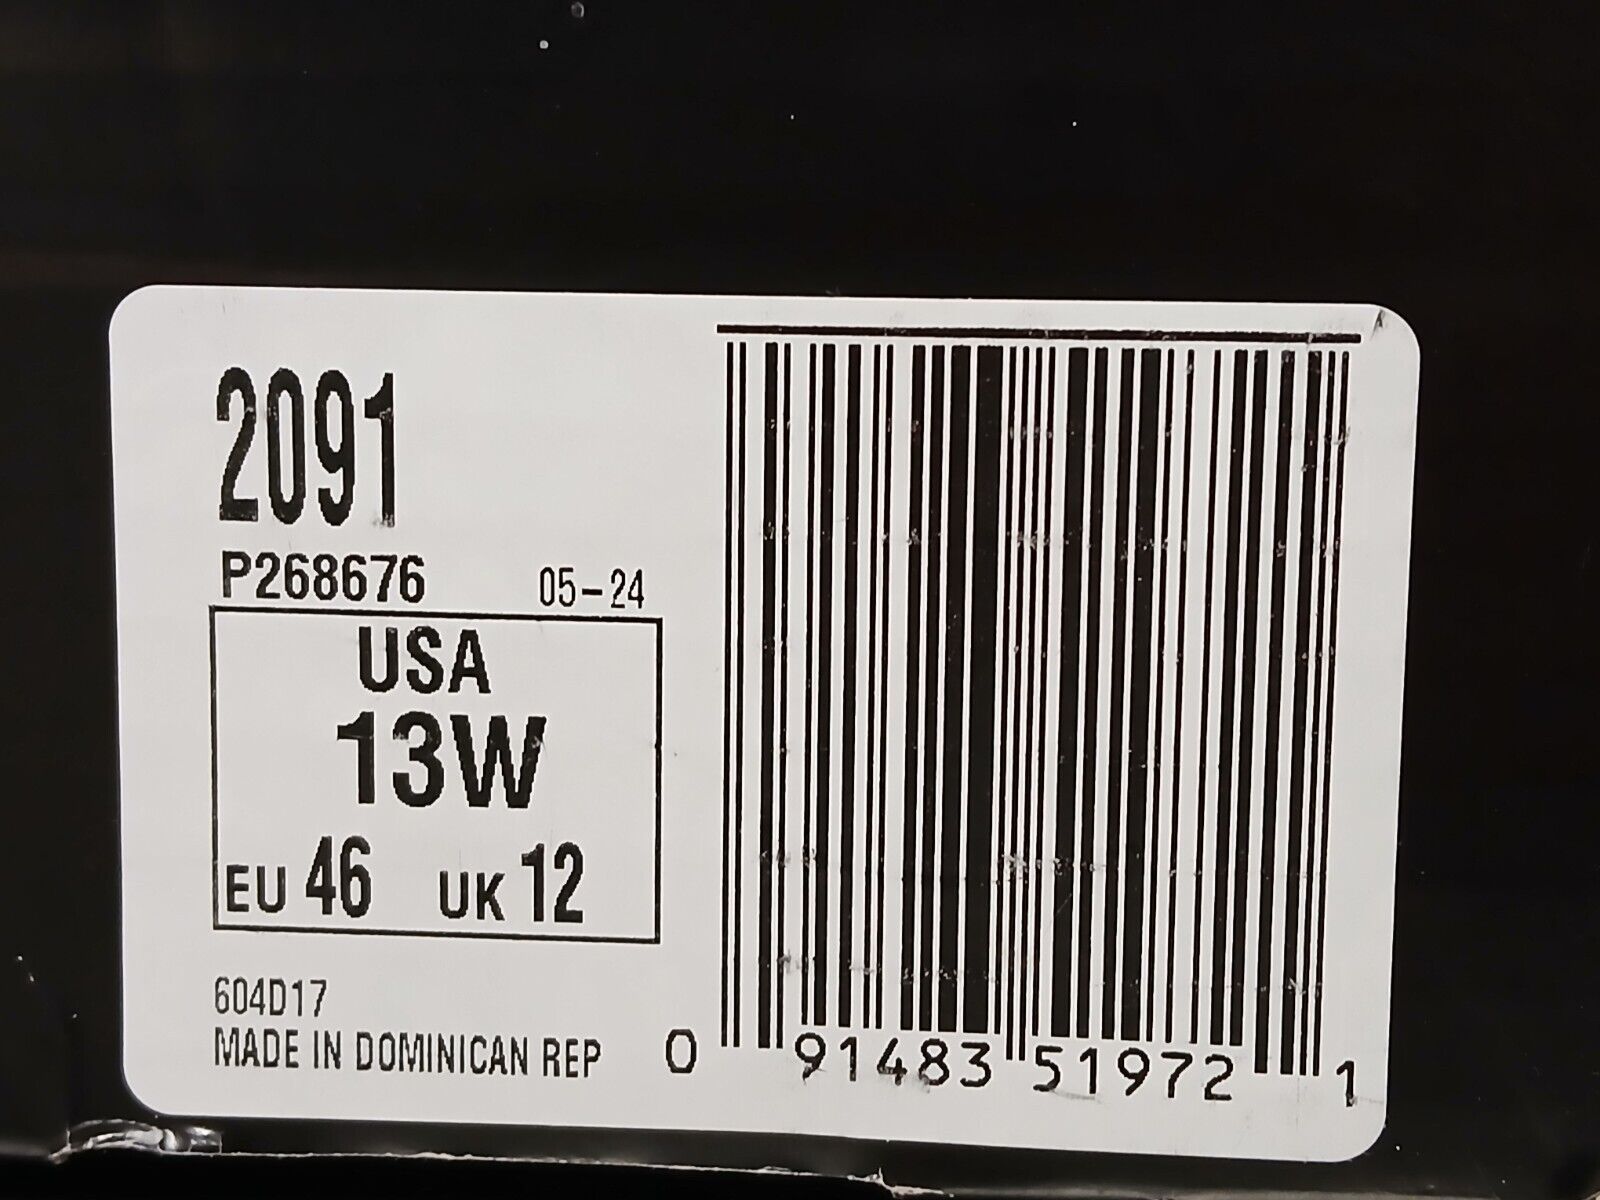 2091
P268676 05-24
USA
13W
EU 46 UK 12
604D17
MADE IN DOMINICAN REP
0 91483 51972 1